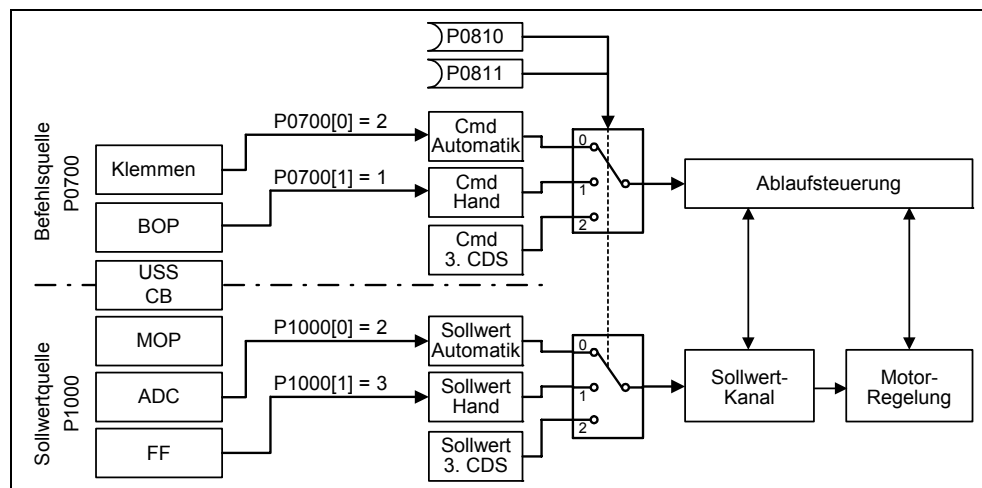 P0810
P0811
Befehlsquelle
P0700
Klemmen
BOP
USS
CB
P0700[0] = 2
P0700[1] = 1
Cmd
Automatik
Cmd
Hand
Cmd
3. CDS
0
1
2
Ablaufsteuerung
Sollwertquelle
P1000
MOP
ADC
FF
P1000[0] = 2
P1000[1] = 3
Sollwert
Automatik
Sollwert
Hand
Sollwert
3. CDS
0
1
2
Sollwert-
Kanal
Motor-
Regelung